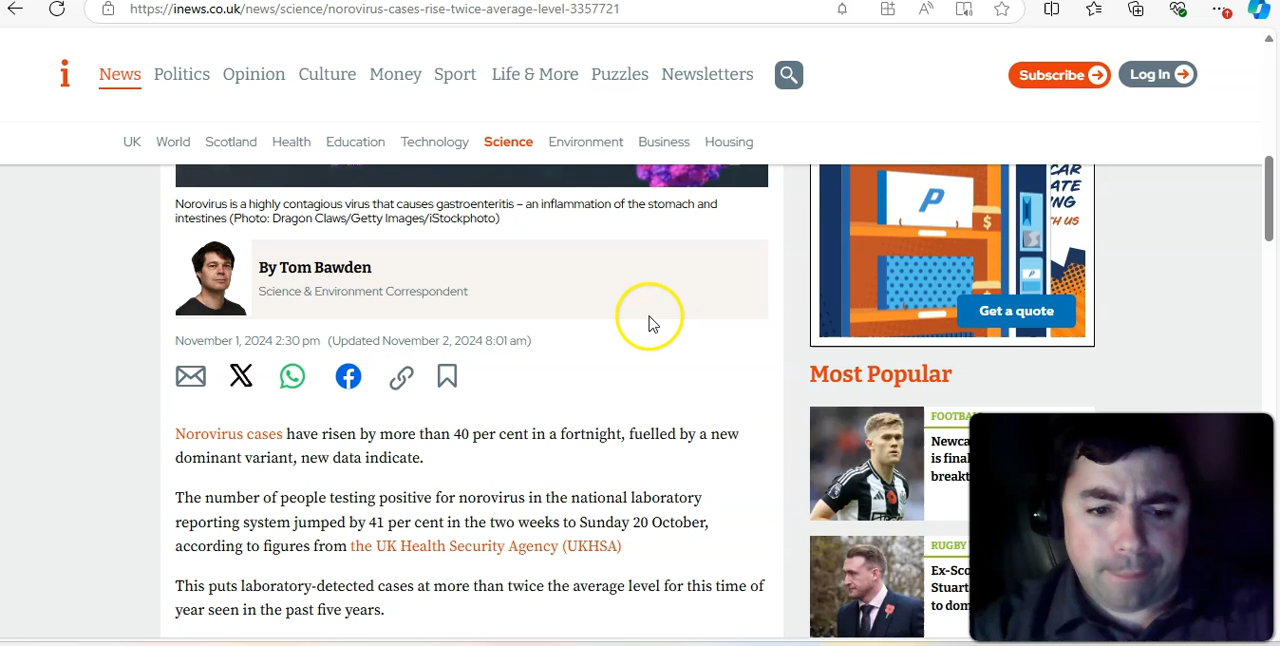 https://inews.co.uk/news/science/norovirus-cases-rise-twice-average-level-3357721
i
News Politics Opinion Culture Money Sport Life & More Puzzles Newsletters
Subscribe
Log In
UK World Scotland Health Education Technology Science Environment Business Housing
Norovirus is a highly contagious virus that causes gastroenteritis – an inflammation of the stomach and
intestines (Photo: Dragon Claws/Getty Images/iStockphoto)
By Tom Bawden
Science & Environment Correspondent
November 1, 2024 2:30 pm (Updated November 2, 2024 8:01 am)
Norovirus cases have risen by more than 40 per cent in a fortnight, fuelled by a new
dominant variant, new data indicate.
The number of people testing positive for norovirus in the national laboratory
reporting system jumped by 41 per cent in the two weeks to Sunday 20 October,
according to figures from the UK Health Security Agency (UKHSA)
This puts laboratory-detected cases at more than twice the average level for this time of
year seen in the past five years.
CAR
ATE
NG
TH US
P
$
$
Get a quote
Most Popular
FOOTBA
Newca
is final
breakt
RUGBY
Ex-Sco
Stuart
to dom